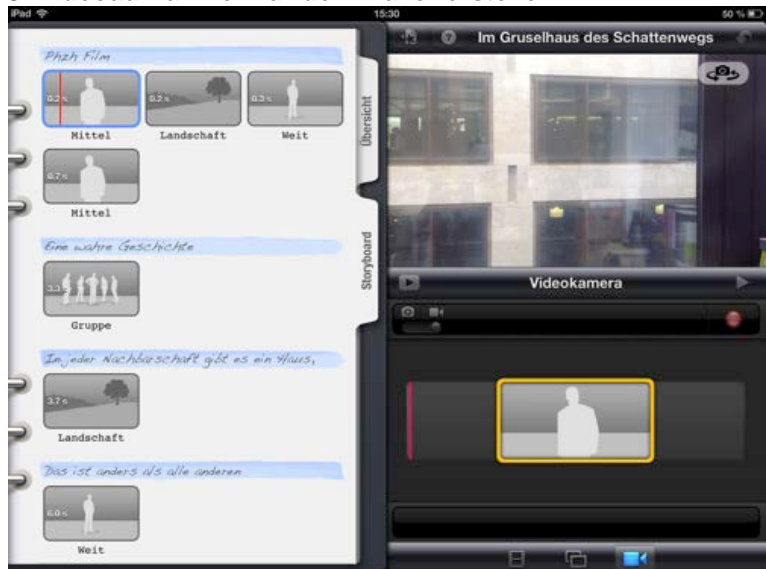 iPad
15:30
50 %
Phzh Film
0.2 s
0.2 s
0.3 s
Mittel
Landschaft
Weit
0.7 s
Mittel
Eine wahre Geschichte
3.3
Gruppe
In jeder Nachbarschaft gibt es ein Haus,
3.7 s
Landschaft
Das ist anders als alle anderen
6.0 s
Weit
Übersicht
Storyboard
Im Gruselhaus des Schattenwegs
Videokamera